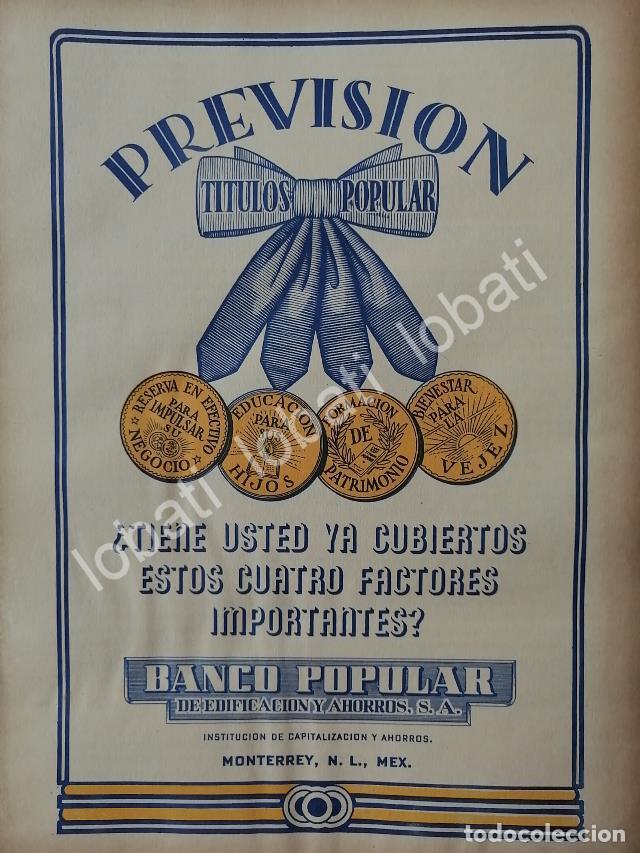 PREVISION
TITULOS POPULAR
RESERVA EN EFECTIVO
PARA
IMPULSAR
SU
NEGOCIO
EDUCACION
PARA
HIJOS
FORMACION
DE
PATRIMONIO
BIENESTAR
PARA
LA
VEJEZ
¿TIENE USTED YA CUBIERTOS
ESTOS CUATRO FACTORES
IMPORTANTES?
BANCO POPULAR
DE EDIFICACION Y AHORROS, S. A.
INSTITUCION DE CAPITALIZACION Y AHORROS.
MONTERREY, N. L., MEX.
lobati lobati lobati
todocoleccion